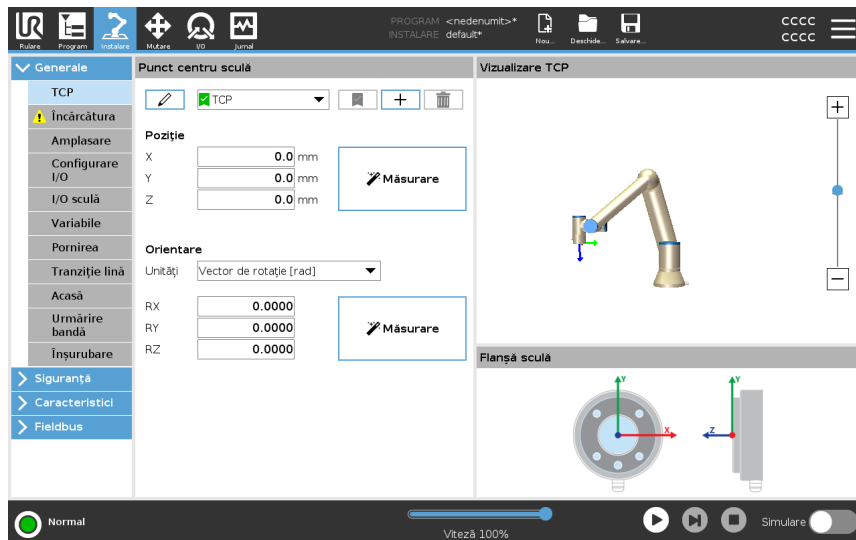 UR
Rulare
Program
Instalare
Mutare
I/O
Jurnal
PROGRAM <nedenumit>*
INSTALARE default*
Nou...
Deschide...
Salvare...
CCCC
CCCC
Generale
TCP
Încărcătura
Amplasare
Configurare
I/O
I/O sculă
Variabile
Pornirea
Tranziție lină
Acasă
Urmărire
bandă
Înșurubare
Siguranță
Caracteristici
Fieldbus
Punct centru sculă
TCP
Poziție
X 0.0 mm
Y 0.0 mm
Z 0.0 mm
Măsurare
Orientare
Unități Vector de rotație [rad]
RX 0.0000
RY 0.0000
RZ 0.0000
Măsurare
Vizualizare TCP
Flanșă sculă
Y
X
Y
Z
Normal
Viteză 100%
Simulare